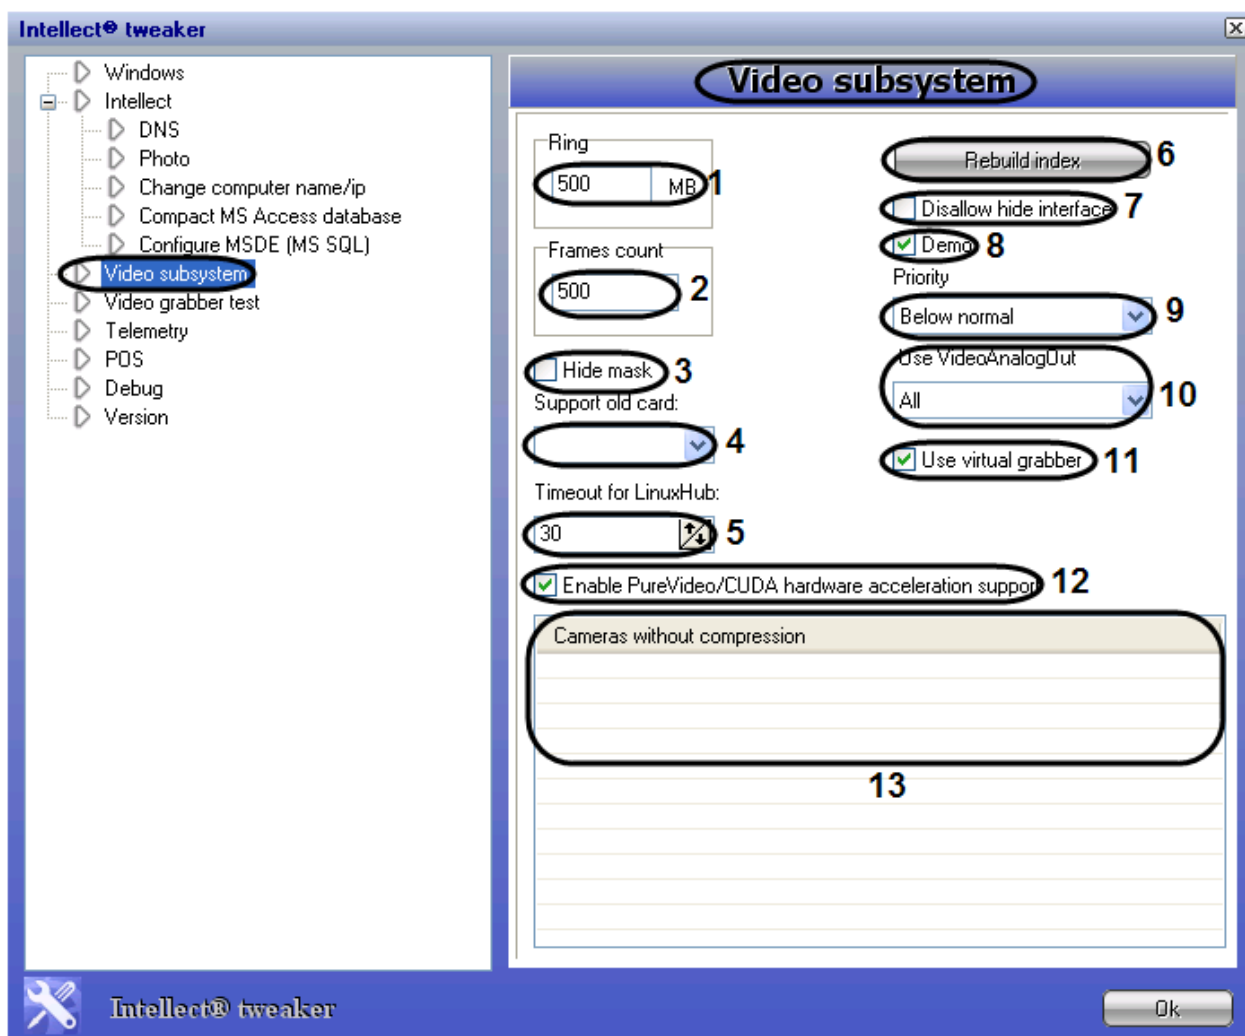 Intellect® tweaker
Windows
Intellect
DNS
Photo
Change computer name/ip
Compact MS Access database
Configure MSDE (MS SQL)
Video subsystem
Video grabber test
Telemetry
POS
Debug
Version
Video subsystem
Ring
500 MB 1
Frames count
500 2
Hide mask 3
Support old card:
4
Timeout for LinuxHub:
30 5
Rebuild index 6
Disallow hide interface 7
Demo 8
Priority
Below normal 9
Use VideoAnalogOut
All 10
Use virtual grabber 11
Enable PureVideo/CUDA hardware acceleration support 12
Cameras without compression
13
Intellect® tweaker
Ok